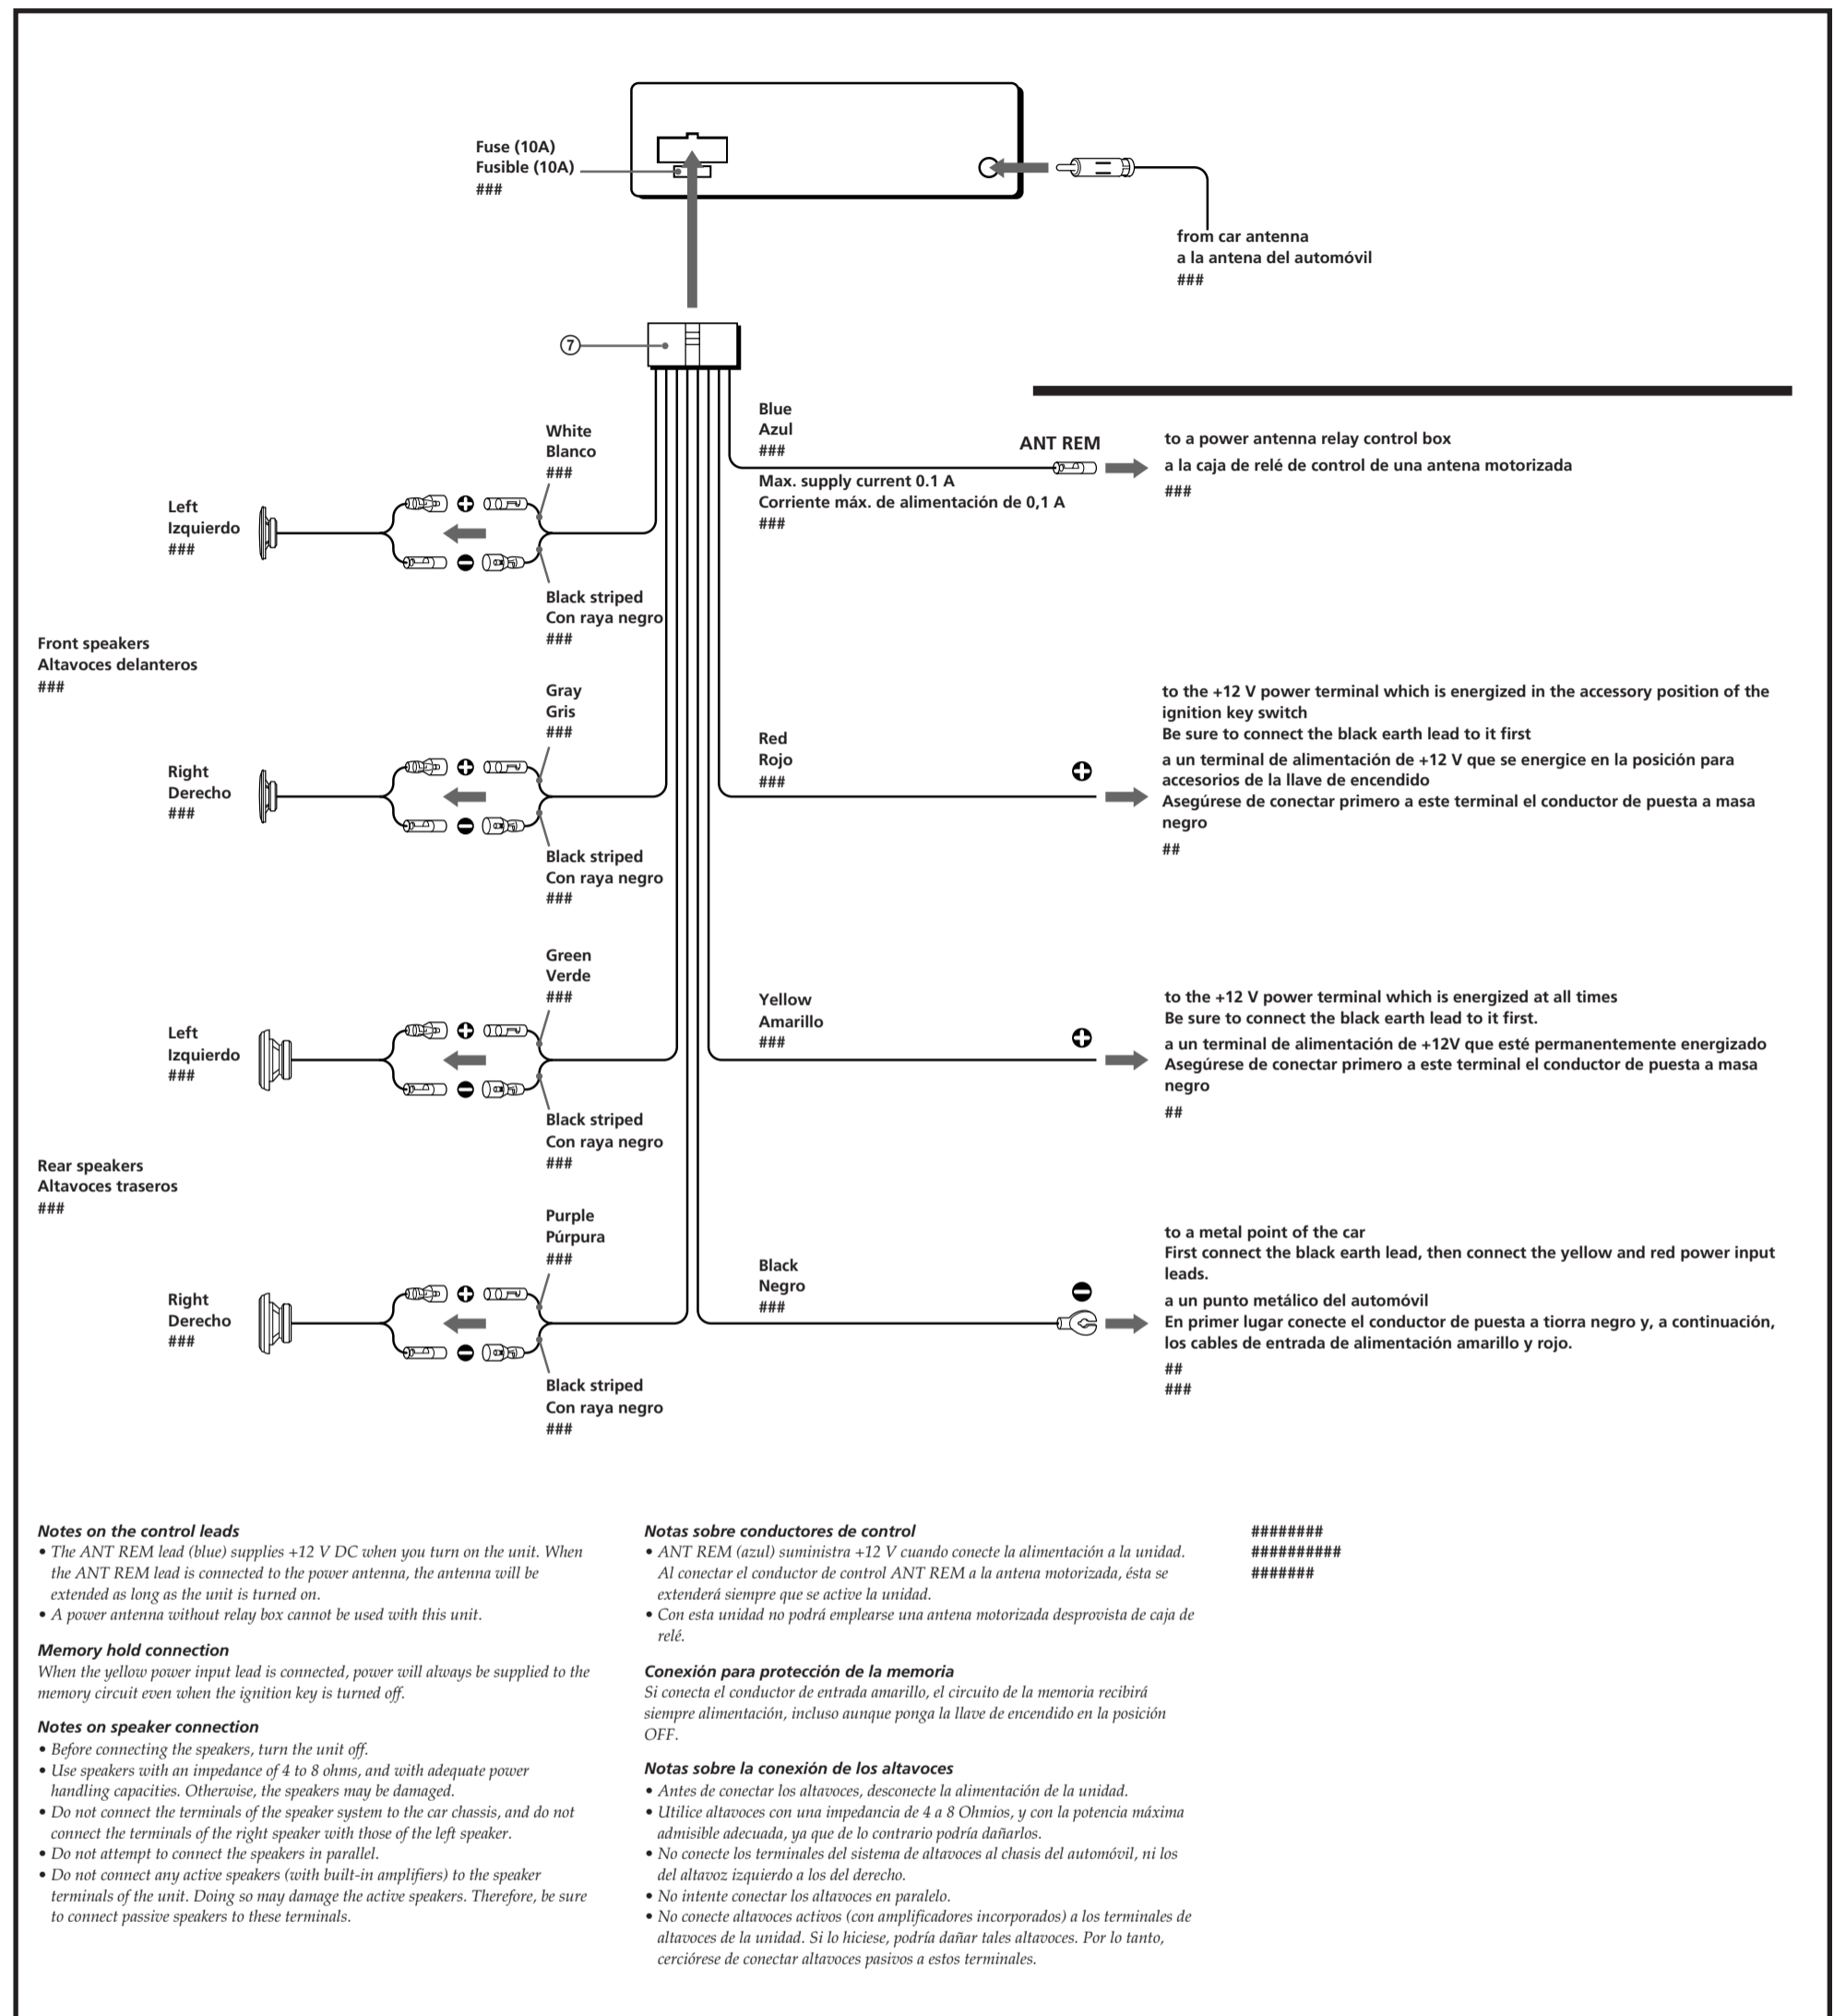 Fuse (10A)
Fusible (10A)
###
from car antenna
a la antena del automóvil
###
7
White
Blanco
###
Left
Izquierdo
###
Black striped
Con raya negro
###
Front speakers
Altavoces delanteros
###
Gray
Gris
###
Right
Derecho
###
Black striped
Con raya negro
###
Green
Verde
###
Left
Izquierdo
###
Black striped
Con raya negro
###
Rear speakers
Altavoces traseros
###
Purple
Púrpura
###
Right
Derecho
###
Black striped
Con raya negro
###
Blue
Azul
###
ANT REM
Max. supply current 0.1 A
Corriente máx. de alimentación de 0,1 A
###
to a power antenna relay control box
a la caja de relé de control de una antena motorizada
###
Red
Rojo
###
to the +12 V power terminal which is energized in the accessory position of the
ignition key switch
Be sure to connect the black earth lead to it first
a un terminal de alimentación de +12 V que se energice en la posición para
accesorios de la llave de encendido
Asegúrese de conectar primero a este terminal el conductor de puesta a masa
negro
##
Yellow
Amarillo
###
to the +12 V power terminal which is energized at all times
Be sure to connect the black earth lead to it first.
a un terminal de alimentación de +12V que esté permanentemente energizado
Asegúrese de conectar primero a este terminal el conductor de puesta a masa
negro
##
Black
Negro
###
to a metal point of the car
First connect the black earth lead, then connect the yellow and red power input
leads.
a un punto metálico del automóvil
En primer lugar conecte el conductor de puesta a tiorra negro y, a continuación,
los cables de entrada de alimentación amarillo y rojo.
##
###
Notes on the control leads
• The ANT REM lead (blue) supplies +12 V DC when you turn on the unit. When
the ANT REM lead is connected to the power antenna, the antenna will be
extended as long as the unit is turned on.
• A power antenna without relay box cannot be used with this unit.
Memory hold connection
When the yellow power input lead is connected, power will always be supplied to the
memory circuit even when the ignition key is turned off.
Notes on speaker connection
• Before connecting the speakers, turn the unit off.
• Use speakers with an impedance of 4 to 8 ohms, and with adequate power
handling capacities. Otherwise, the speakers may be damaged.
• Do not connect the terminals of the speaker system to the car chassis, and do not
connect the terminals of the right speaker with those of the left speaker.
• Do not attempt to connect the speakers in parallel.
• Do not connect any active speakers (with built-in amplifiers) to the speaker
terminals of the unit. Doing so may damage the active speakers. Therefore, be sure
to connect passive speakers to these terminals.
Notas sobre conductores de control
• ANT REM (azul) suministra +12 V cuando conecte la alimentación a la unidad.
Al conectar el conductor de control ANT REM a la antena motorizada, ésta se
extenderá siempre que se active la unidad.
• Con esta unidad no podrá emplearse una antena motorizada desprovista de caja de
relé.
Conexión para protección de la memoria
Si conecta el conductor de entrada amarillo, el circuito de la memoria recibirá
siempre alimentación, incluso aunque ponga la llave de encendido en la posición
OFF.
Notas sobre la conexión de los altavoces
• Antes de conectar los altavoces, desconecte la alimentación de la unidad.
• Utilice altavoces con una impedancia de 4 a 8 Ohmios, y con la potencia máxima
admisible adecuada, ya que de lo contrario podría dañarlos.
• No conecte los terminales del sistema de altavoces al chasis del automóvil, ni los
del altavoz izquierdo a los del derecho.
• No intente conectar los altavoces en paralelo.
• No conecte altavoces activos (con amplificadores incorporados) a los terminales de
altavoces de la unidad. Si lo hiciese, podría dañar tales altavoces. Por lo tanto,
cerciórese de conectar altavoces pasivos a estos terminales.
########
##########
#######